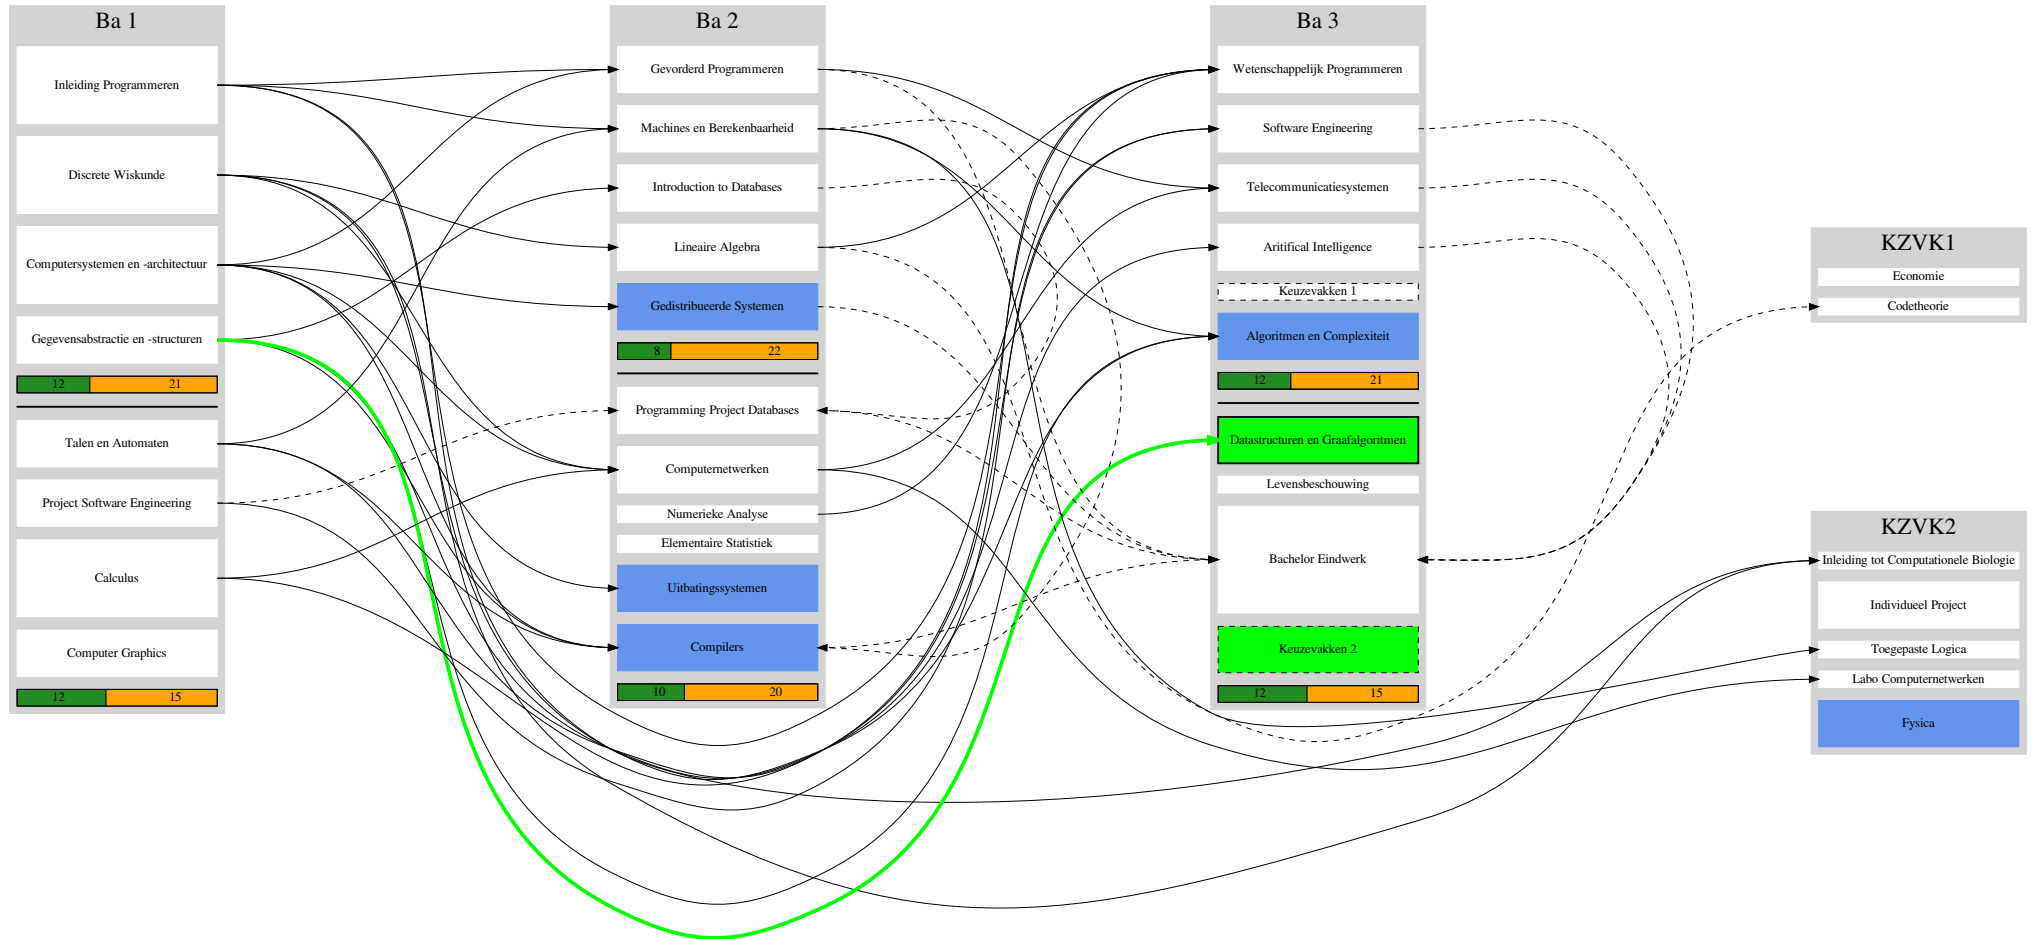 Ba 1
Inleiding Programmeren
Discrete Wiskunde
Computersystemen en -architectuur
Gegevensabstractie en -structuren
12 21
Talen en Automaten
Project Software Engineering
Calculus
Computer Graphics
12 15
Ba 2
Gevorderd Programmeren
Machines en Berekenbaarheid
Introduction to Databases
Lineaire Algebra
Gedistribueerde Systemen
8 22
Programming Project Databases
Computernetwerken
Numerieke Analyse
Elementaire Statistiek
Uitbatingssystemen
Compilers
10 20
Ba 3
Wetenschappelijk Programmeren
Software Engineering
Telecommunicatiesystemen
Aritifical Intelligence
Keuzevakken 1
Algoritmen en Complexiteit
12 21
Datastructuren en Graafalgoritmen
Levensbeschouwing
Bachelor Eindwerk
Keuzevakken 2
12 15
KZVK1
Economie
Codetheorie
KZVK2
Inleiding tot Computationele Biologie
Individueel Project
Toegepaste Logica
Labo Computernetwerken
Fysica